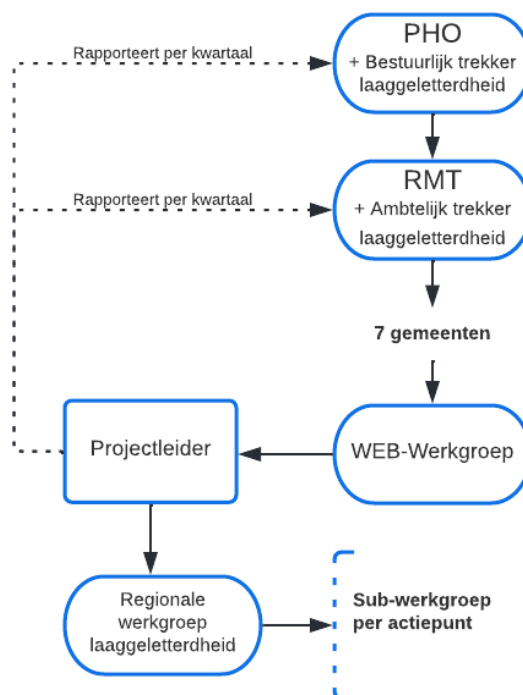 PHO
+ Bestuurlijk trekker
laaggeletterdheid
Rapporteert per kwartaal
RMT
+ Ambtelijk trekker
laaggeletterdheid
Rapporteert per kwartaal
7 gemeenten
WEB-Werkgroep
Projectleider
Regionale
werkgroep
laaggeletterdheid
Sub-werkgroep
per actiepunt